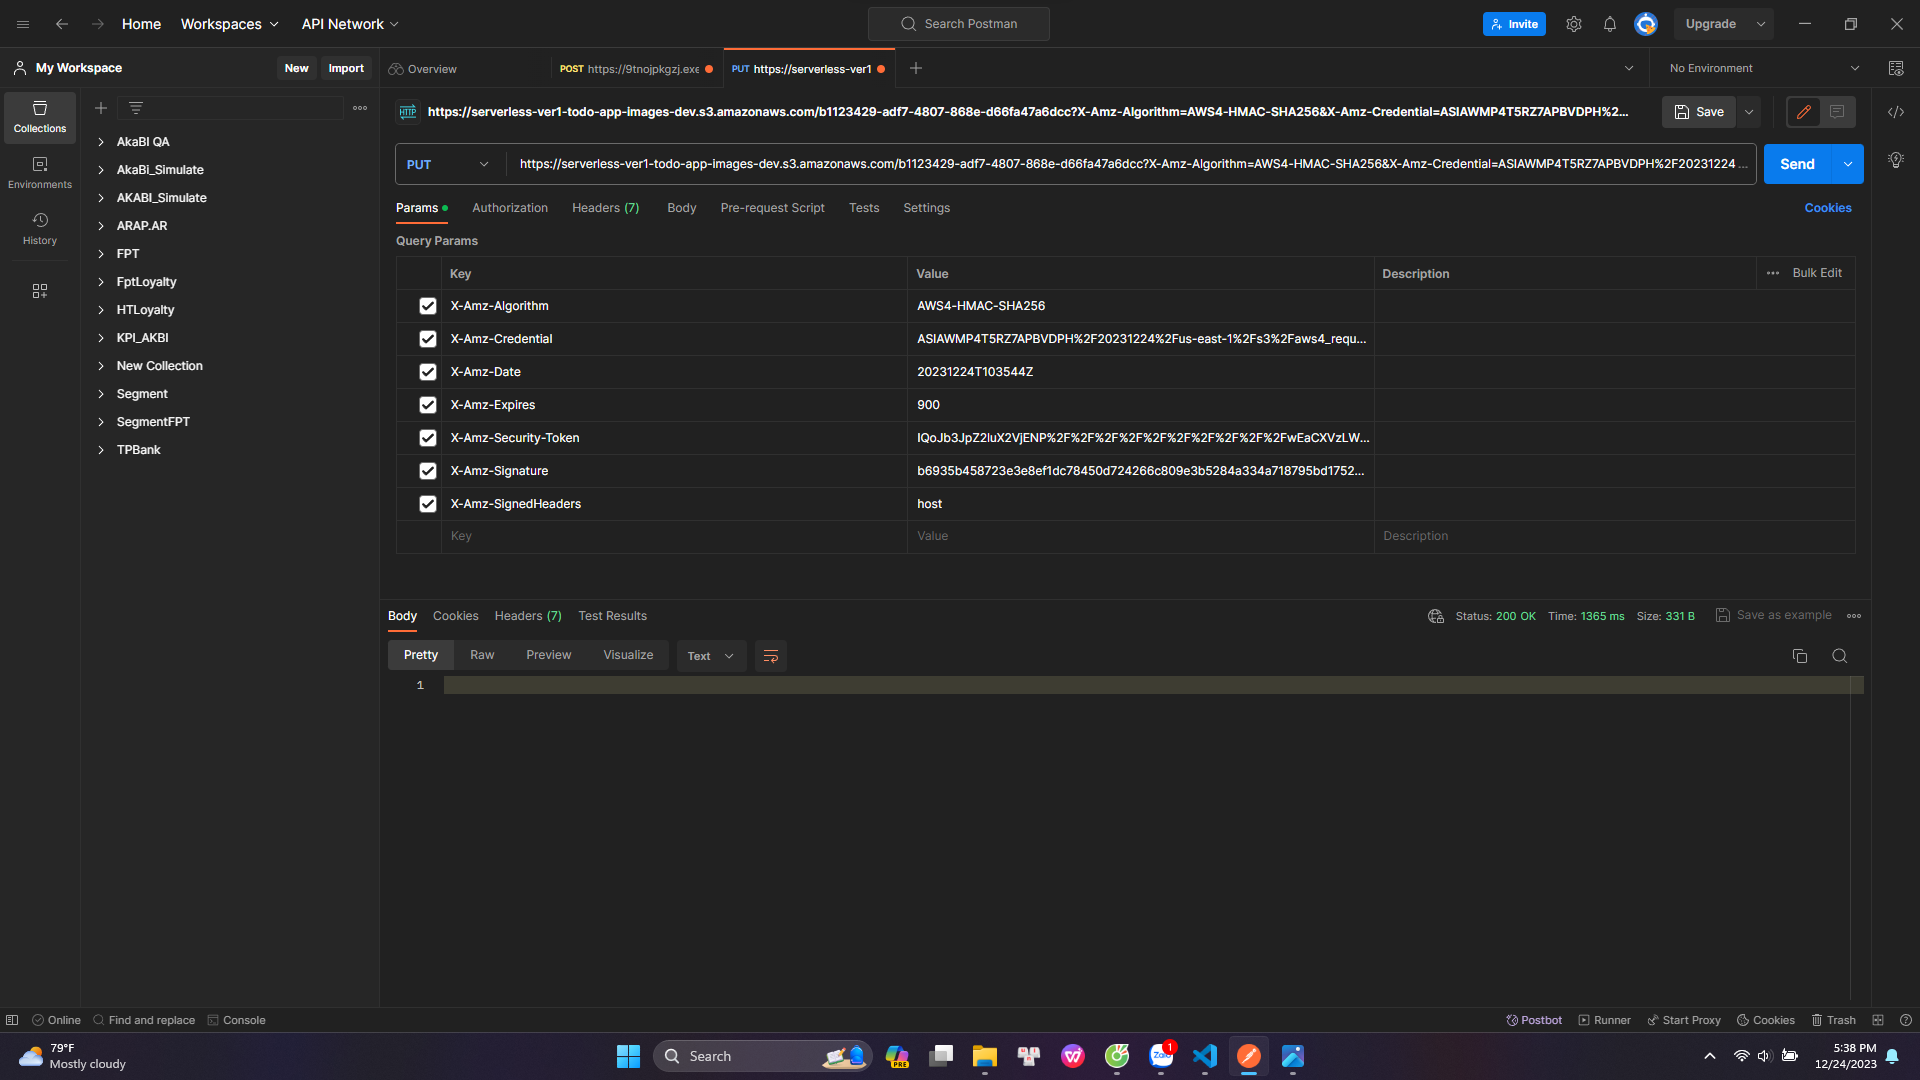 Home Workspaces API Network Search Postman Invite Upgrade
My Workspace New Import Overview POST https://9tnojpkgzj.exe PUT https://serverless-ver1 No Environment
Collections
Environments
History
AkaBI QA
AkaBi_Simulate
AKABI_Simulate
ARAP.AR
FPT
FptLoyalty
HTLoyalty
KPI_AKBI
New Collection
Segment
SegmentFPT
TPBank
HTTP https://serverless-ver1-todo-app-images-dev.s3.amazonaws.com/b1123429-adf7-4807-868e-d66fa47a6dcc?X-Amz-Algorithm=AWS4-HMAC-SHA256&X-Amz-Credential=ASIAWMP4T5RZ7APBVDPH%2... Save
PUT https://serverless-ver1-todo-app-images-dev.s3.amazonaws.com/b1123429-adf7-4807-868e-d66fa47a6dcc?X-Amz-Algorithm=AWS4-HMAC-SHA256&X-Amz-Credential=ASIAWMP4T5RZ7APBVDPH%2F20231224 ... Send
Params Authorization Headers (7) Body Pre-request Script Tests Settings Cookies
Query Params
Key Value Description Bulk Edit
X-Amz-Algorithm AWS4-HMAC-SHA256
X-Amz-Credential ASIAWMP4T5RZ7APBVDPH%2F20231224%2Fus-east-1%2Fs3%2Faws4_requ...
X-Amz-Date 20231224T103544Z
X-Amz-Expires 900
X-Amz-Security-Token IQoJb3JpZ2luX2VjENP%2F%2F%2F%2F%2F%2F%2F%2F%2F%2FwEaCXVzLW...
X-Amz-Signature b6935b458723e3e8ef1dc78450d724266c809e3b5284a334a718795bd1752...
X-Amz-SignedHeaders host
Key Value Description
Body Cookies Headers (7) Test Results Status: 200 OK Time: 1365 ms Size: 331 B Save as example
Pretty Raw Preview Visualize Text
1
Online Find and replace Console Postbot Runner Start Proxy Cookies Trash
79°F
Mostly cloudy
Search
PRE
Zalo
1
5:38 PM
12/24/2023